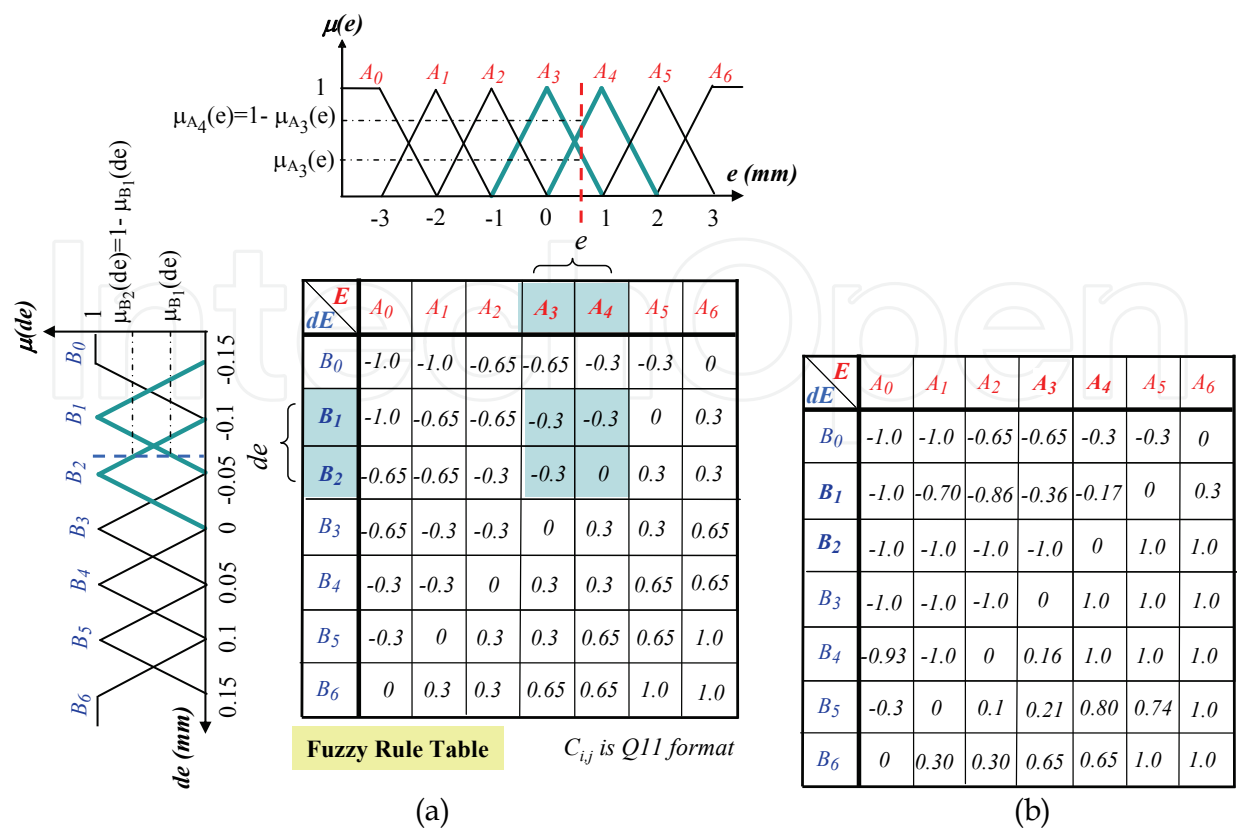 μ(e)
A0 A1 A2 A3 A4 A5 A6
1
μA4(e)=1- μA3(e)
μA3(e)
e (mm)
-3 -2 -1 0 1 2 3
e
μ(de)
1
μB2(de)=1- μB1(de)
μB1(de)
B0 B1 B2 B3 B4 B5 B6
-0.15 -0.1 -0.05 0 0.05 0.1 0.15
de (mm)
de
E dE A0 A1 A2 A3 A4 A5 A6
B0 -1.0 -1.0 -0.65 -0.65 -0.3 -0.3 0
B1 -1.0 -0.65 -0.65 -0.3 -0.3 0 0.3
B2 -0.65 -0.65 -0.3 -0.3 0 0.3 0.3
B3 -0.65 -0.3 -0.3 0 0.3 0.3 0.65
B4 -0.3 -0.3 0 0.3 0.3 0.65 0.65
B5 -0.3 0 0.3 0.3 0.65 0.65 1.0
B6 0 0.3 0.3 0.65 0.65 1.0 1.0
Fuzzy Rule Table
Ci,j is Q11 format
(a)
E dE A0 A1 A2 A3 A4 A5 A6
B0 -1.0 -1.0 -0.65 -0.65 -0.3 -0.3 0
B1 -1.0 -0.70 -0.86 -0.36 -0.17 0 0.3
B2 -1.0 -1.0 -1.0 -1.0 0 1.0 1.0
B3 -1.0 -1.0 -1.0 0 1.0 1.0 1.0
B4 -0.93 -1.0 0 0.16 1.0 1.0 1.0
B5 -0.3 0 0.1 0.21 0.80 0.74 1.0
B6 0 0.30 0.30 0.65 0.65 1.0 1.0
(b)
IntechOpen